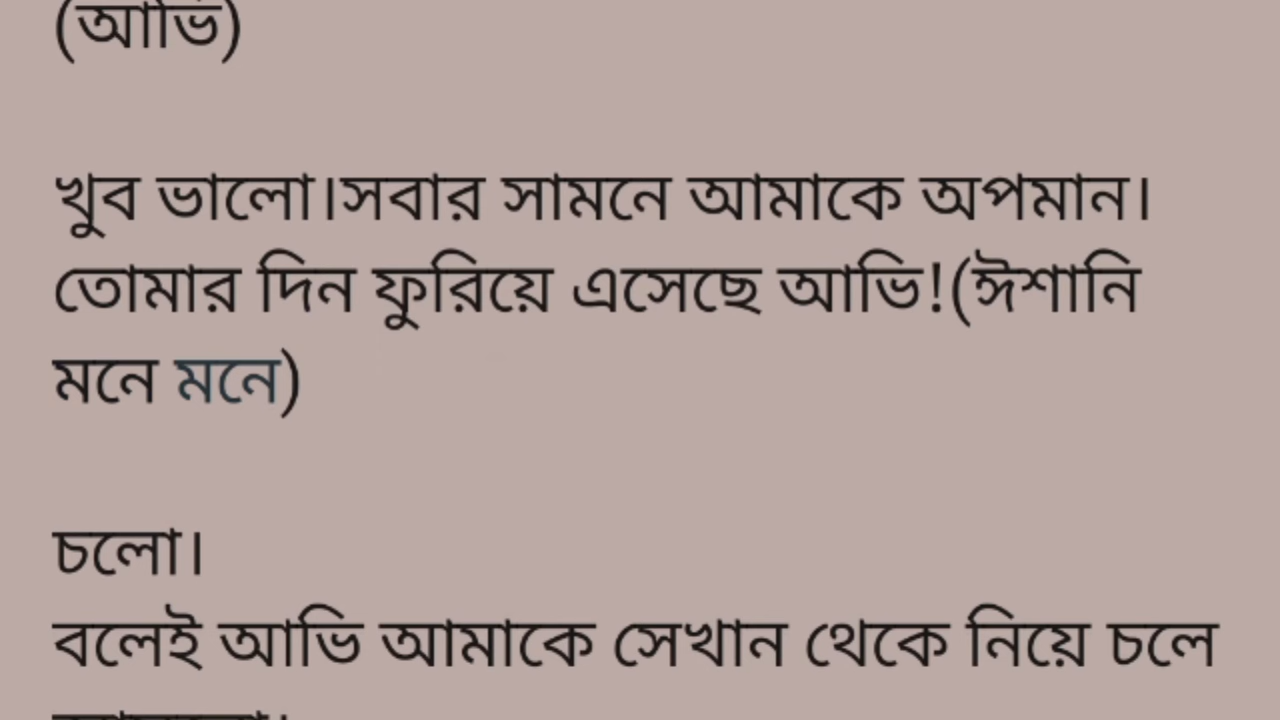 (আভি)
খুব ভালো।সবার সামনে আমাকে অপমান।
তোমার দিন ফুরিয়ে এসেছে আভি!(ঈশানি
মনে মনে)
চলো।
বলেই আভি আমাকে সেখান থেকে নিয়ে চলে